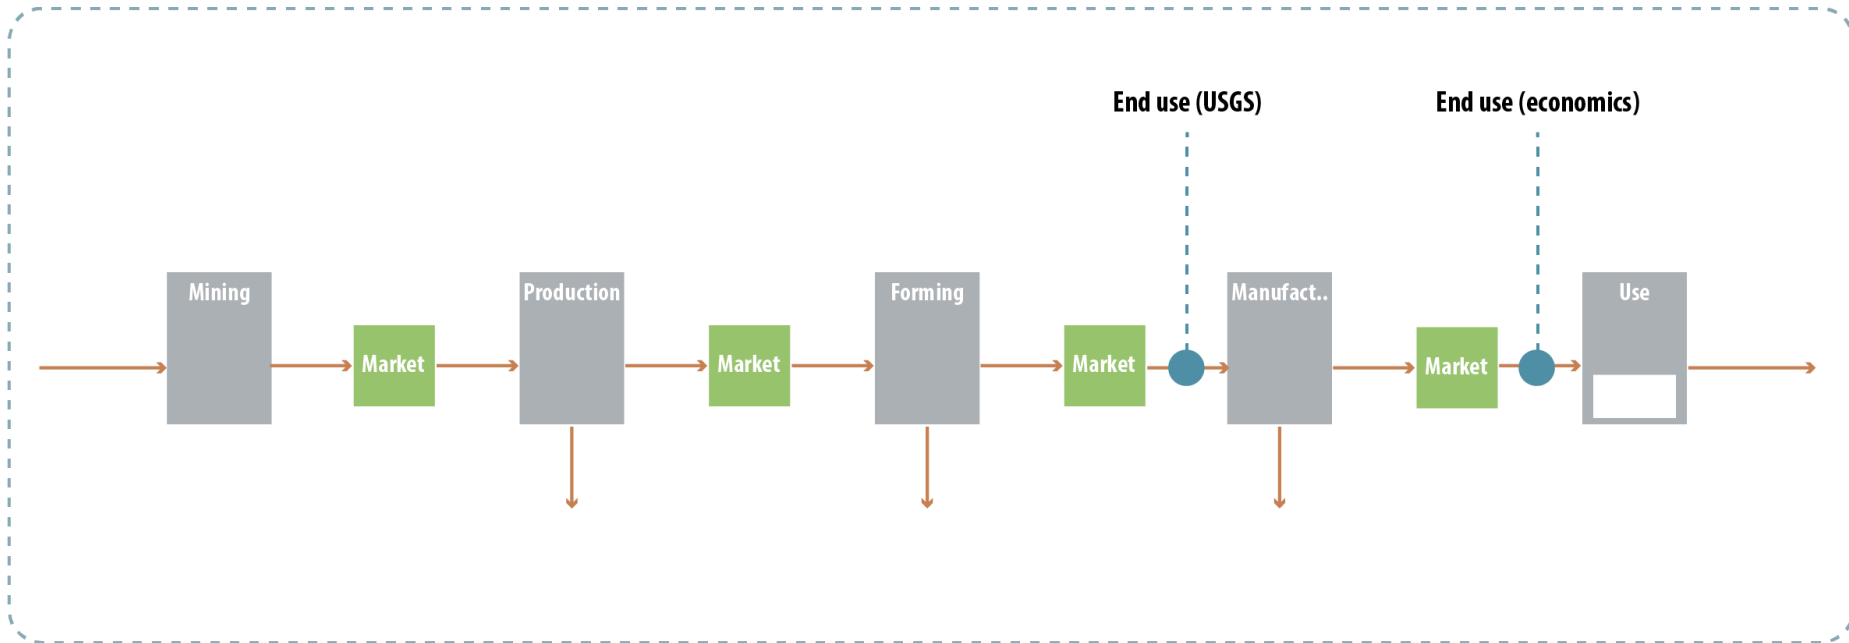 End use (USGS)
End use (economics)
Mining
Production
Forming
Manufact..
Use
Market
Market
Market
Market